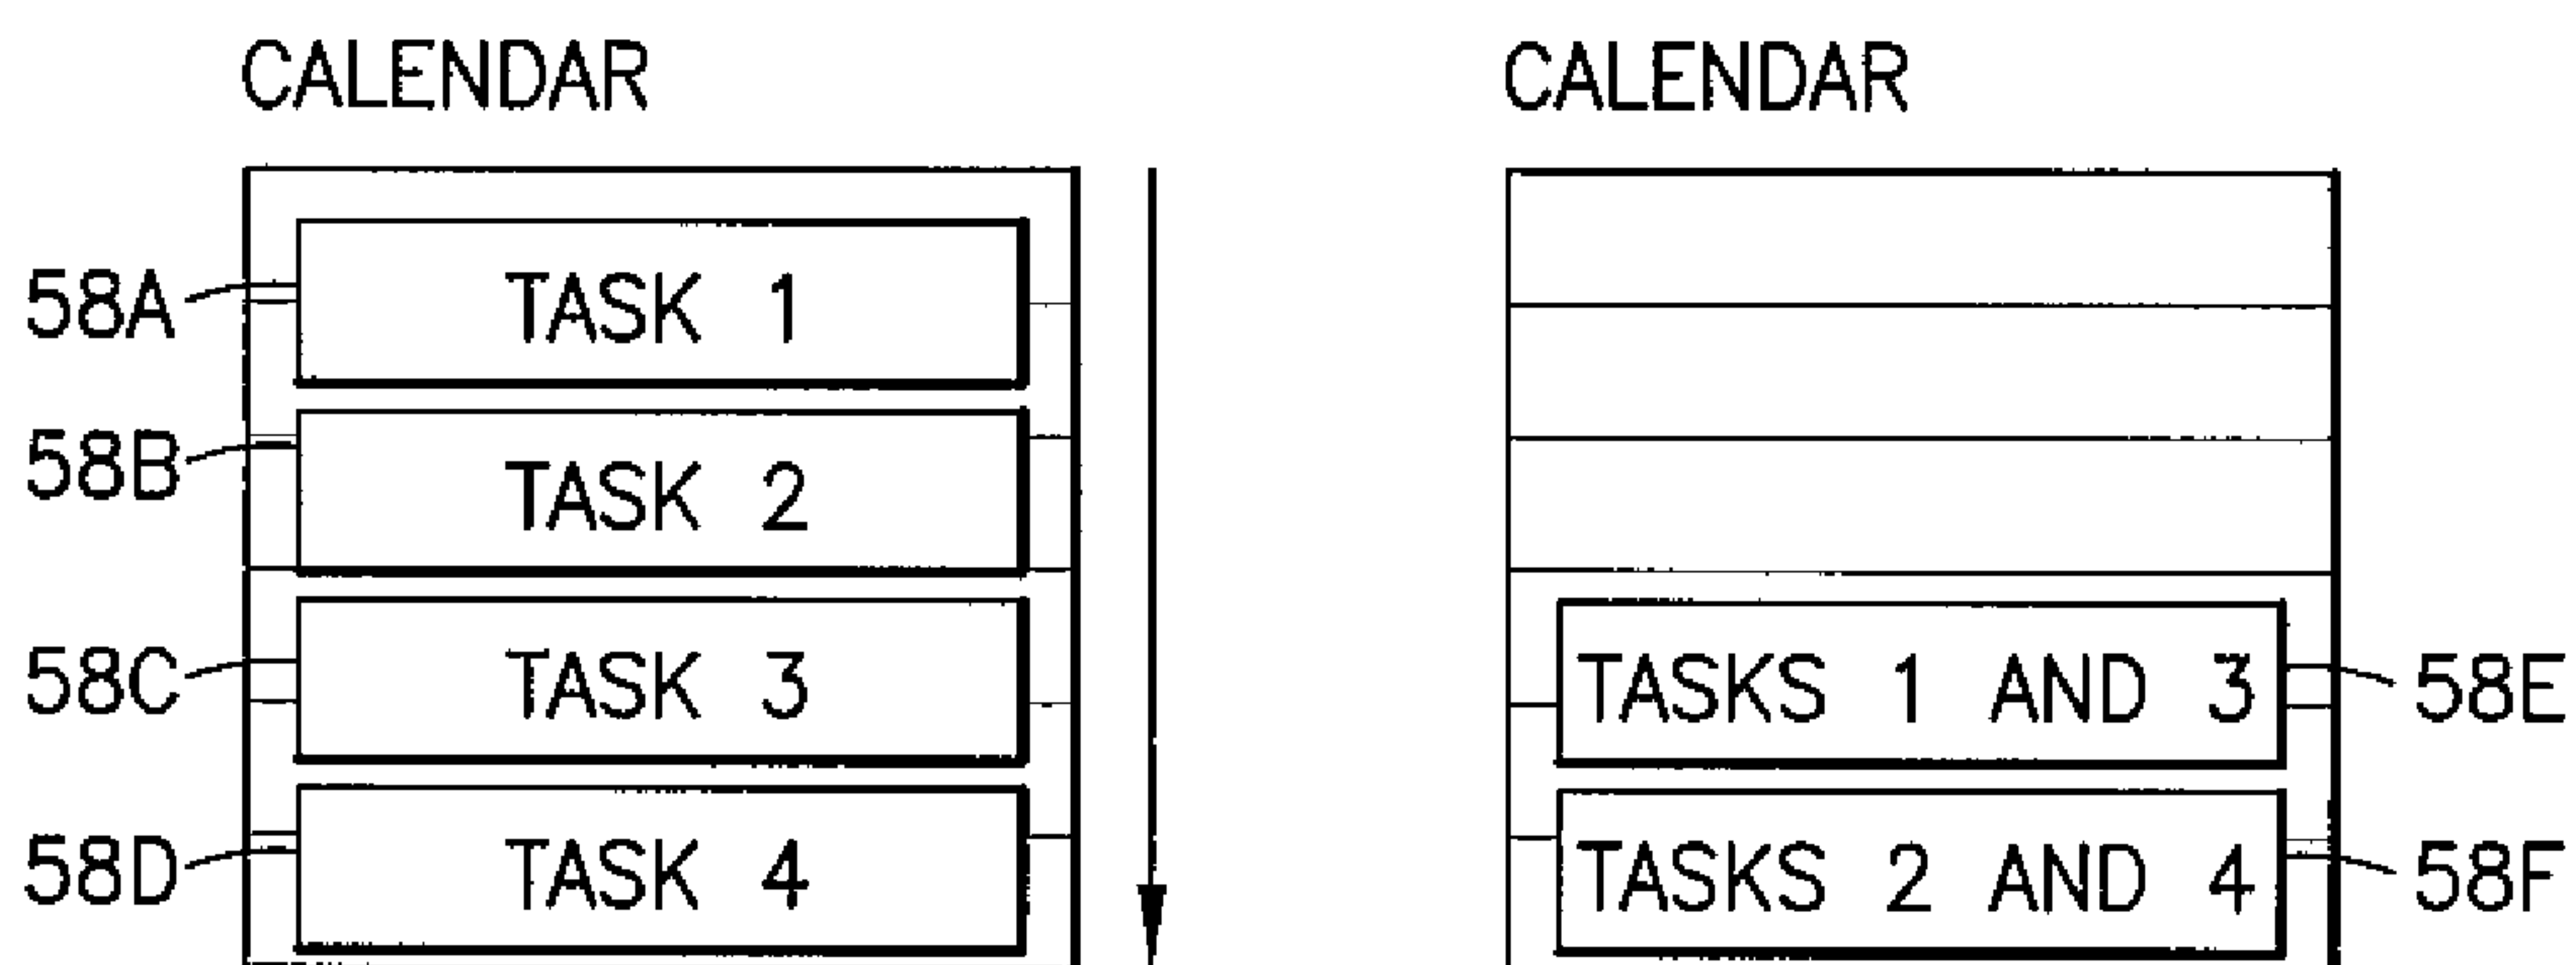 CALENDAR
CALENDAR
58A
TASK 1
58B
TASK 2
58C
TASK 3
58D
TASK 4
TASKS 1 AND 3
58E
TASKS 2 AND 4
58F